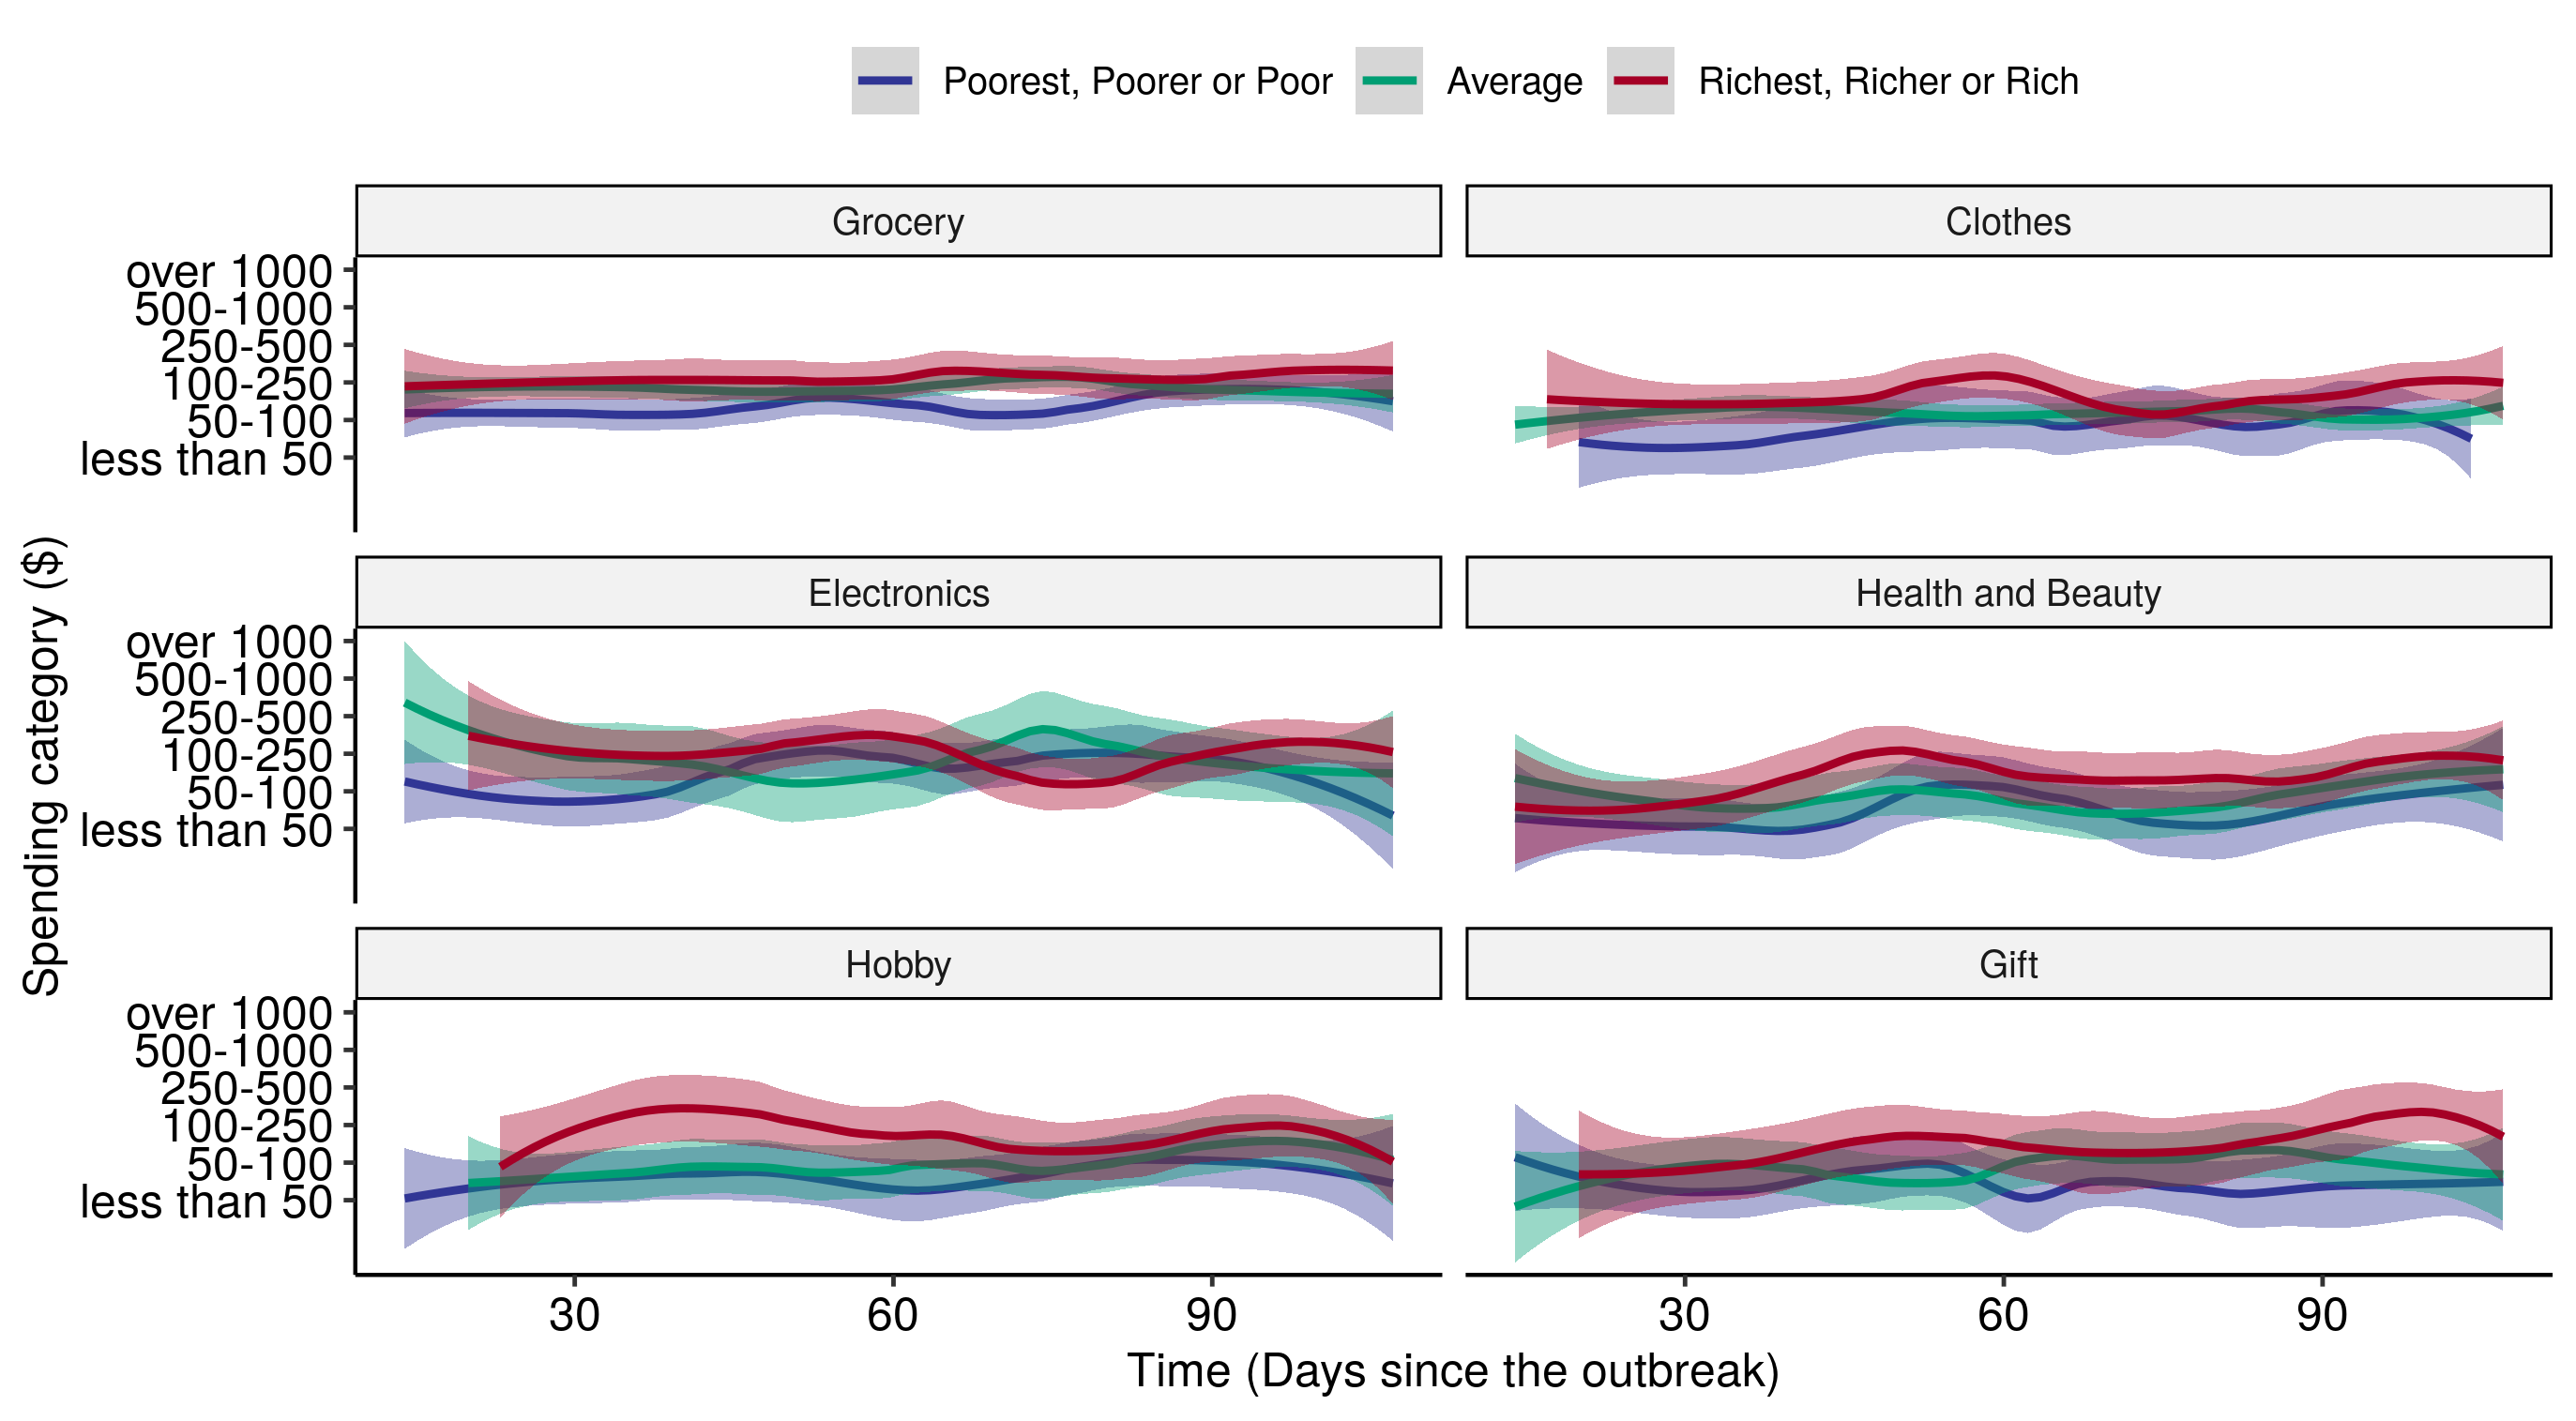 Poorest, Poorer or Poor Average Richest, Richer or Rich
Grocery Clothes
over 1000
500-1000
250-500
100-250
50-100
less than 50
Electronics Health and Beauty
over 1000
500-1000
250-500
100-250
50-100
less than 50
Hobby Gift
over 1000
500-1000
250-500
100-250
50-100
less than 50
Spending category ($)
30 60 90 30 60 90
Time (Days since the outbreak)